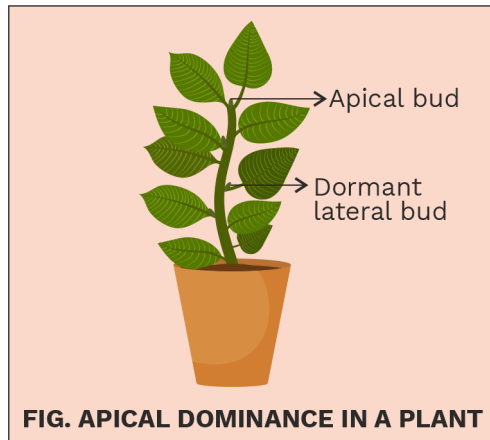 Apical bud
Dormant
lateral bud
FIG. APICAL DOMINANCE IN A PLANT